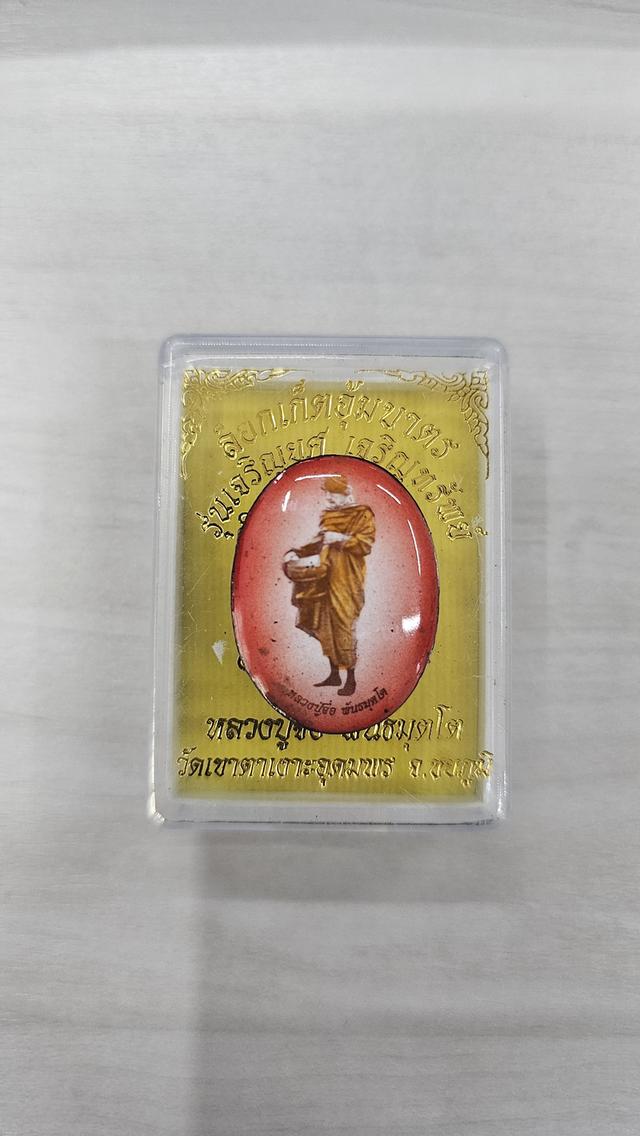 ล็อกเก็ตอุ้มบาตร
รุ่นเจริญยศ เจริญทรัพย์
หลวงปู่จื่อ พันธมุตโต
หลวงปู่จื่อ พันธมุตโต
วัดเขาตาเงาะอุดมพร จ.ชัยภูมิ